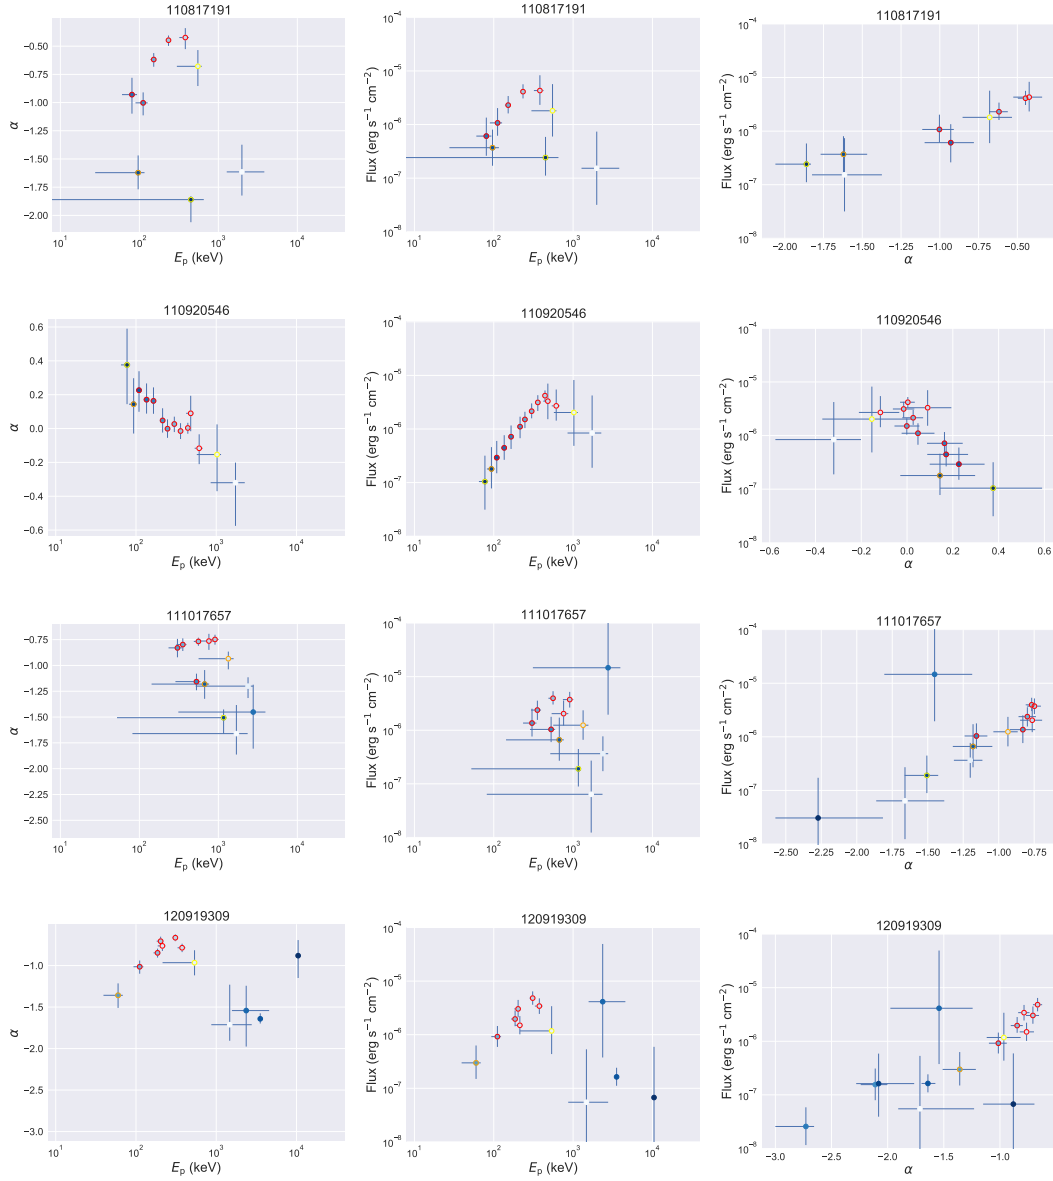 110817191 110817191 110817191
−0.50 −0.75 −1.00 −1.25 −1.50 −1.75 −2.00
α
10¹ 10² 10³ 10⁴
E_p (keV)
10⁻⁴ 10⁻⁵ 10⁻⁶ 10⁻⁷ 10⁻⁸
Flux (erg s⁻¹ cm⁻²)
10¹ 10² 10³ 10⁴
E_p (keV)
10⁻⁴ 10⁻⁵ 10⁻⁶ 10⁻⁷ 10⁻⁸
Flux (erg s⁻¹ cm⁻²)
−2.00 −1.75 −1.50 −1.25 −1.00 −0.75 −0.50
α
110920546 110920546 110920546
0.6 0.4 0.2 0.0 −0.2 −0.4 −0.6
α
10¹ 10² 10³ 10⁴
E_p (keV)
10⁻⁴ 10⁻⁵ 10⁻⁶ 10⁻⁷ 10⁻⁸
Flux (erg s⁻¹ cm⁻²)
10¹ 10² 10³ 10⁴
E_p (keV)
10⁻⁴ 10⁻⁵ 10⁻⁶ 10⁻⁷ 10⁻⁸
Flux (erg s⁻¹ cm⁻²)
−0.6 −0.4 −0.2 0.0 0.2 0.4 0.6
α
111017657 111017657 111017657
−0.75 −1.00 −1.25 −1.50 −1.75 −2.00 −2.25 −2.50
α
10¹ 10² 10³ 10⁴
E_p (keV)
10⁻⁴ 10⁻⁵ 10⁻⁶ 10⁻⁷ 10⁻⁸
Flux (erg s⁻¹ cm⁻²)
10¹ 10² 10³ 10⁴
E_p (keV)
10⁻⁴ 10⁻⁵ 10⁻⁶ 10⁻⁷ 10⁻⁸
Flux (erg s⁻¹ cm⁻²)
−2.50 −2.25 −2.00 −1.75 −1.50 −1.25 −1.00 −0.75
α
120919309 120919309 120919309
−1.0 −1.5 −2.0 −2.5 −3.0
α
10¹ 10² 10³ 10⁴
E_p (keV)
10⁻⁴ 10⁻⁵ 10⁻⁶ 10⁻⁷ 10⁻⁸
Flux (erg s⁻¹ cm⁻²)
10¹ 10² 10³ 10⁴
E_p (keV)
10⁻⁴ 10⁻⁵ 10⁻⁶ 10⁻⁷ 10⁻⁸
Flux (erg s⁻¹ cm⁻²)
−3.0 −2.5 −2.0 −1.5 −1.0
α